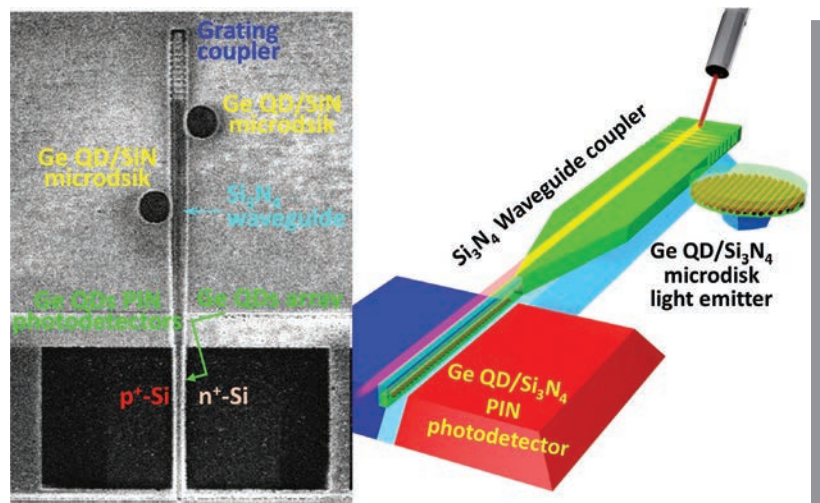 Grating
coupler
Ge QD/SiN
microdsik
Ge QD/SiN
microdsik
Si₃N₄
waveguide
Ge QDs PIN
photodetectors
Ge QDs array
p⁺-Si
n⁺-Si
Si₃N₄ Waveguide coupler
Ge QD/Si₃N₄
microdisk
light emitter
Ge QD/Si₃N₄
PIN
photodetector